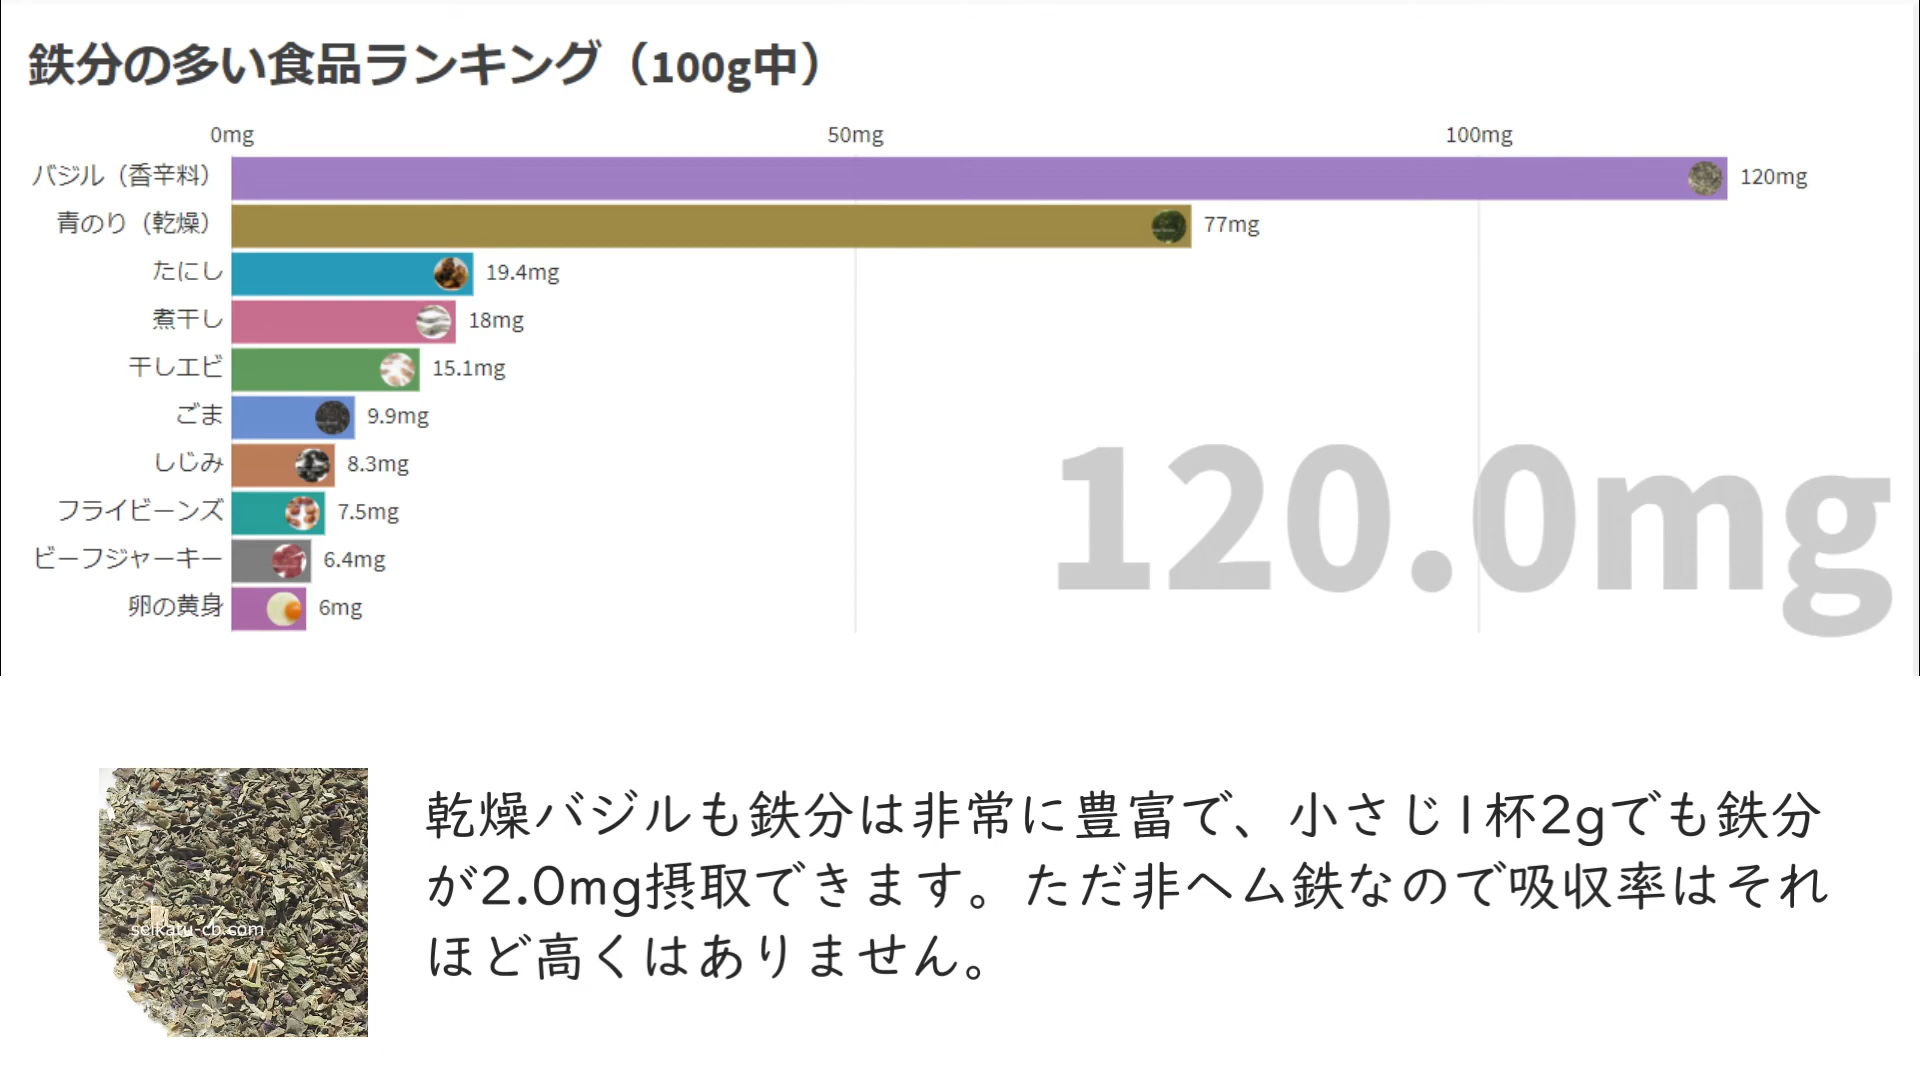 鉄分の多い食品ランキング（100g中）
0mg 50mg 100mg
バジル（香辛料） 120mg
青のり（乾燥） 77mg
たにし 19.4mg
煮干し 18mg
干しエビ 15.1mg
ごま 9.9mg
しじみ 8.3mg
フライビーンズ 7.5mg
ビーフジャーキー 6.4mg
卵の黄身 6mg
120.0mg
乾燥バジルも鉄分は非常に豊富で、小さじ1杯2gでも鉄分
が2.0mg摂取できます。ただ非ヘム鉄なので吸収率はそれ
ほど高くはありません。
seikatu-cb.com